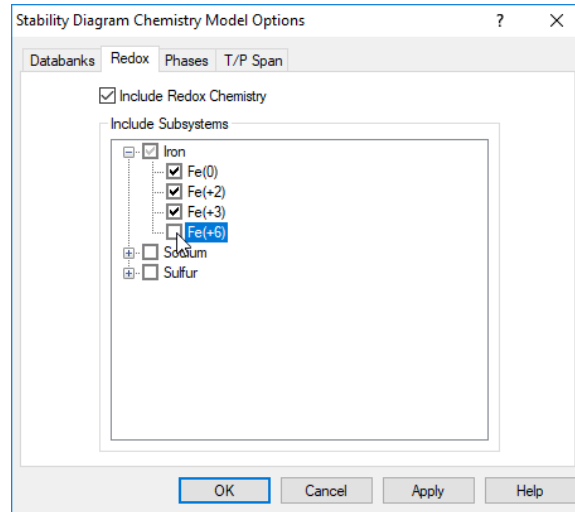 Stability Diagram Chemistry Model Options ?
Databanks Redox Phases T/P Span
Include Redox Chemistry
Include Subsystems
Iron
Fe(0)
Fe(+2)
Fe(+3)
Fe(+6)
Sodium
Sulfur
OK Cancel Apply Help